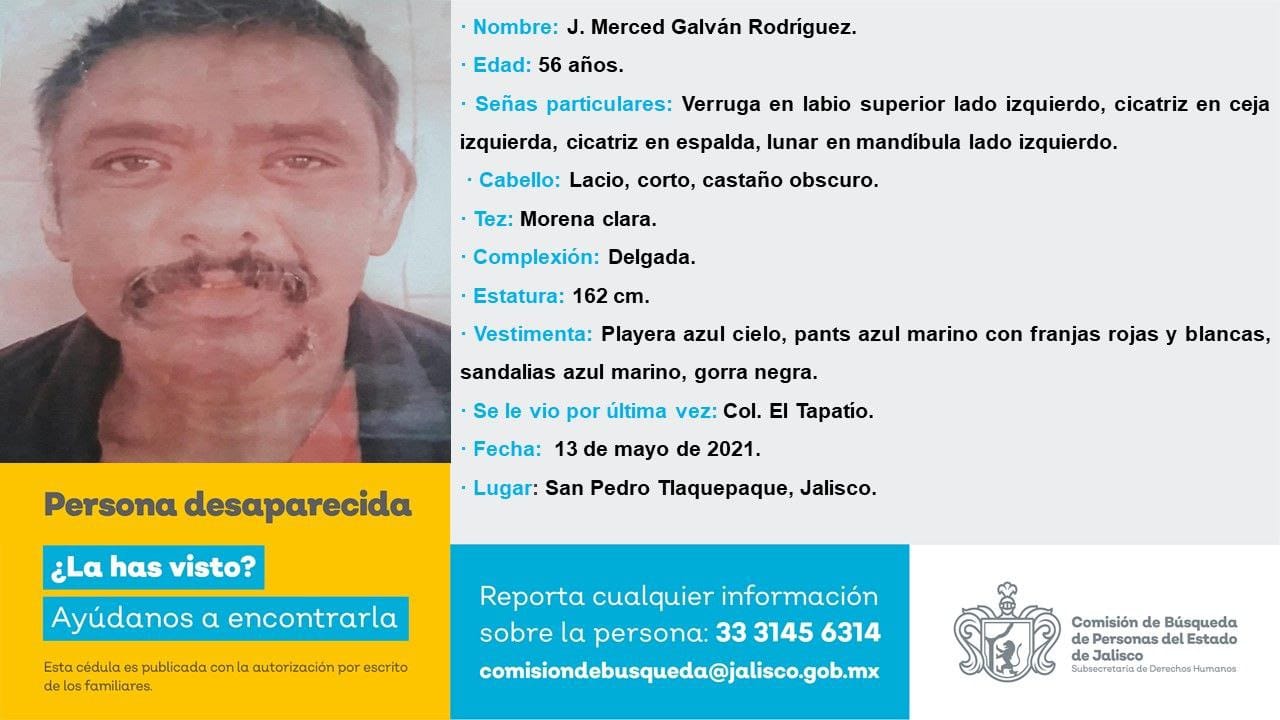 · Nombre: J. Merced Galván Rodríguez.
· Edad: 56 años.
· Señas particulares: Verruga en labio superior lado izquierdo, cicatriz en ceja
izquierda, cicatriz en espalda, lunar en mandíbula lado izquierdo.
· Cabello: Lacio, corto, castaño obscuro.
· Tez: Morena clara.
· Complexión: Delgada.
· Estatura: 162 cm.
· Vestimenta: Playera azul cielo, pants azul marino con franjas rojas y blancas,
sandalias azul marino, gorra negra.
· Se le vio por última vez: Col. El Tapatío.
· Fecha: 13 de mayo de 2021.
· Lugar: San Pedro Tlaquepaque, Jalisco.
Persona desaparecida
¿La has visto?
Ayúdanos a encontrarla
Esta cédula es publicada con la autorización por escrito
de los familiares.
Reporta cualquier información
sobre la persona: 33 3145 6314
comisiondebusqueda@jalisco.gob.mx
Comisión de Búsqueda
de Personas del Estado
de Jalisco
Subsecretaría de Derechos Humanos